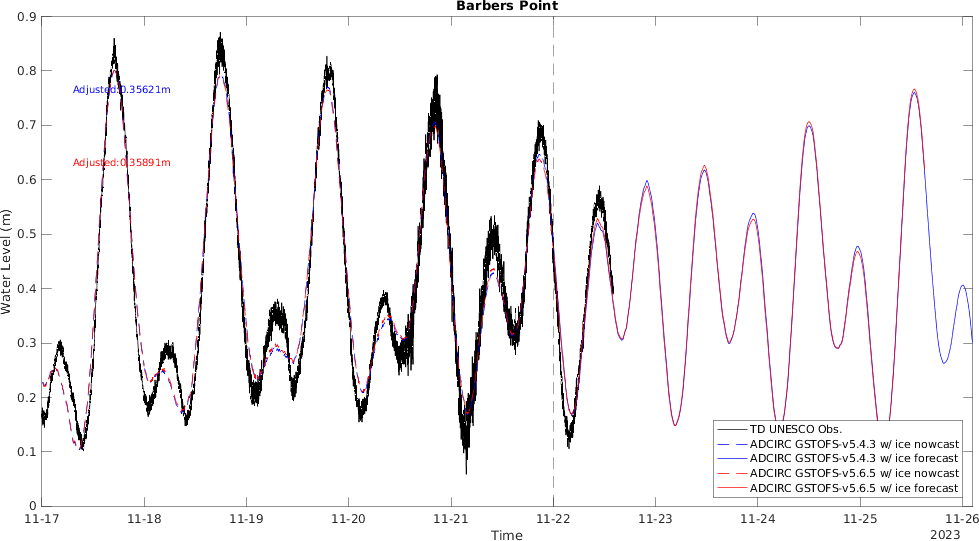 Barbers Point
0.9
0.8
0.7
0.6
0.5
0.4
0.3
0.2
0.1
0
Water Level (m)
Adjusted:0.35621m
Adjusted:0.35891m
TD UNESCO Obs.
ADCIRC GSTOFS-v5.4.3 w/ ice nowcast
ADCIRC GSTOFS-v5.4.3 w/ ice forecast
ADCIRC GSTOFS-v5.6.5 w/ ice nowcast
ADCIRC GSTOFS-v5.6.5 w/ ice forecast
11-17 11-18 11-19 11-20 11-21 11-22 11-23 11-24 11-25 11-26
Time
2023